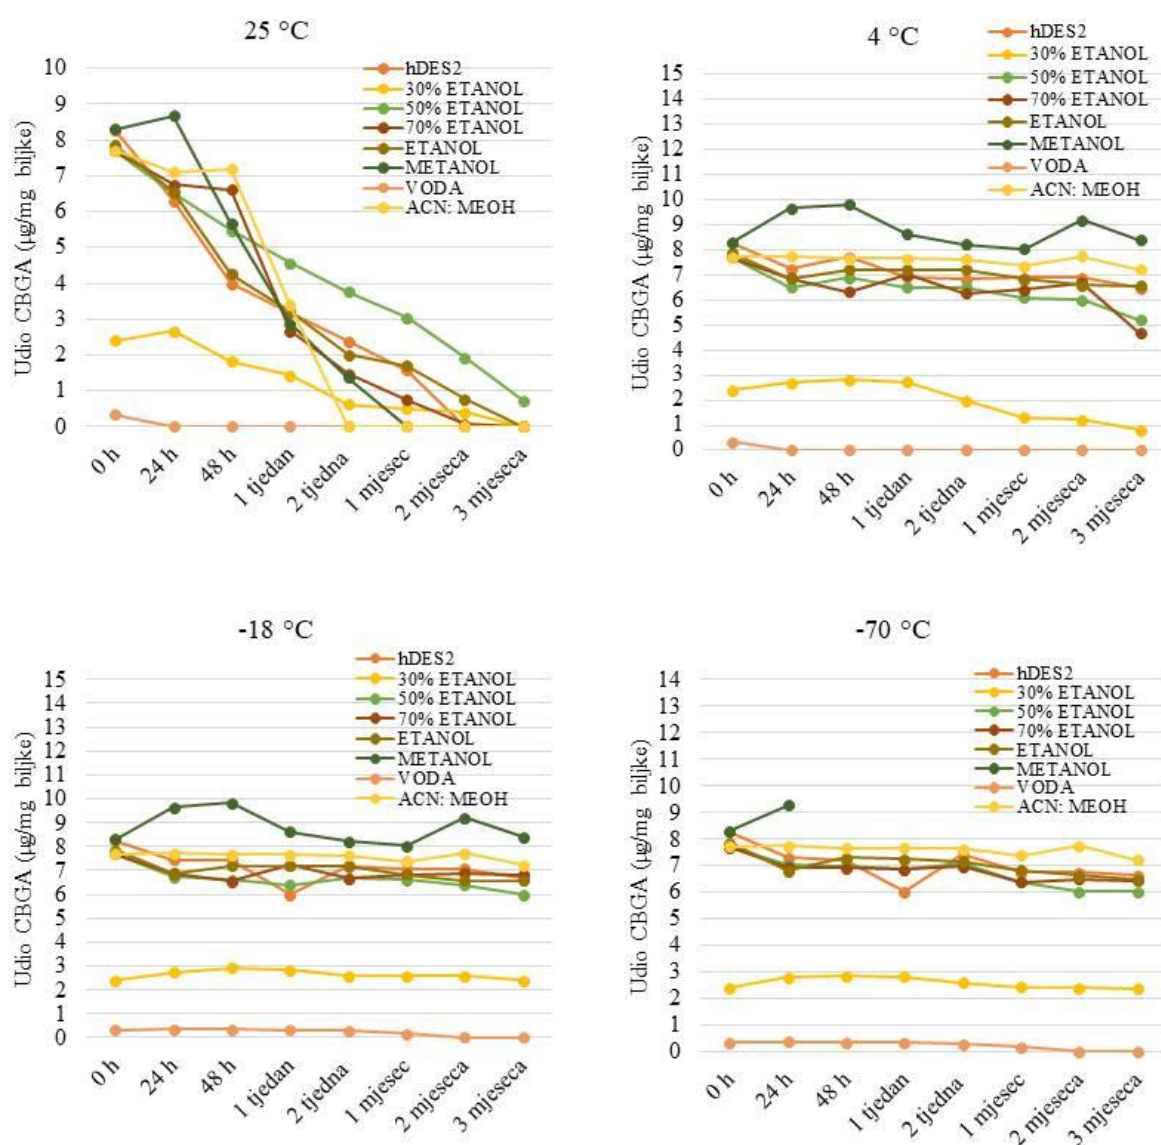 25 °C
Udio CBGA (µg/mg biljke)
10
9
8
7
6
5
4
3
2
1
0
hDES2
30% ETANOL
50% ETANOL
70% ETANOL
ETANOL
METANOL
VODA
ACN: MEOH
0 h
24 h
48 h
1 tjedan
2 tjedna
1 mjesec
2 mjeseca
3 mjeseca
4 °C
Udio CBGA (µg/mg biljke)
15
14
13
12
11
10
9
8
7
6
5
4
3
2
1
0
hDES2
30% ETANOL
50% ETANOL
70% ETANOL
ETANOL
METANOL
VODA
ACN: MEOH
0 h
24 h
48 h
1 tjedan
2 tjedna
1 mjesec
2 mjeseca
3 mjeseca
-18 °C
Udio CBGA (µg/mg biljke)
15
14
13
12
11
10
9
8
7
6
5
4
3
2
1
0
hDES2
30% ETANOL
50% ETANOL
70% ETANOL
ETANOL
METANOL
VODA
ACN: MEOH
0 h
24 h
48 h
1 tjedan
2 tjedna
1 mjesec
2 mjeseca
3 mjeseca
-70 °C
Udio CBGA (µg/mg biljke)
14
13
12
11
10
9
8
7
6
5
4
3
2
1
0
hDES2
30% ETANOL
50% ETANOL
70% ETANOL
ETANOL
METANOL
VODA
ACN: MEOH
0 h
24 h
48 h
1 tjedan
2 tjedna
1 mjesec
2 mjeseca
3 mjeseca